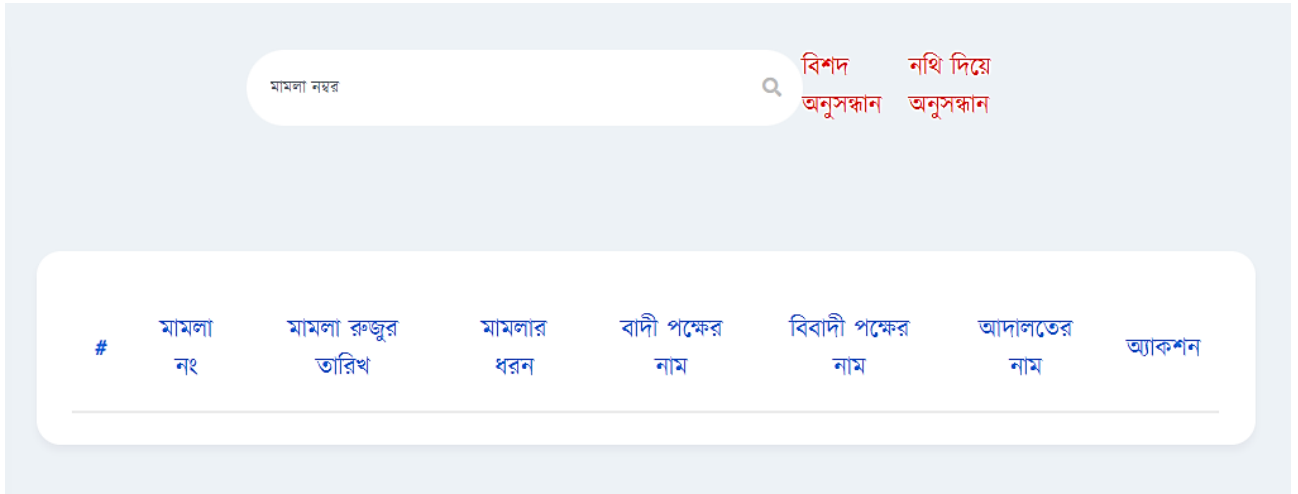 মামলা নম্বর
বিশদ নথি দিয়ে
অনুসন্ধান অনুসন্ধান
# মামলা নং মামলা রুজুর তারিখ মামলার ধরন বাদী পক্ষের নাম বিবাদী পক্ষের নাম আদালতের নাম অ্যাকশন